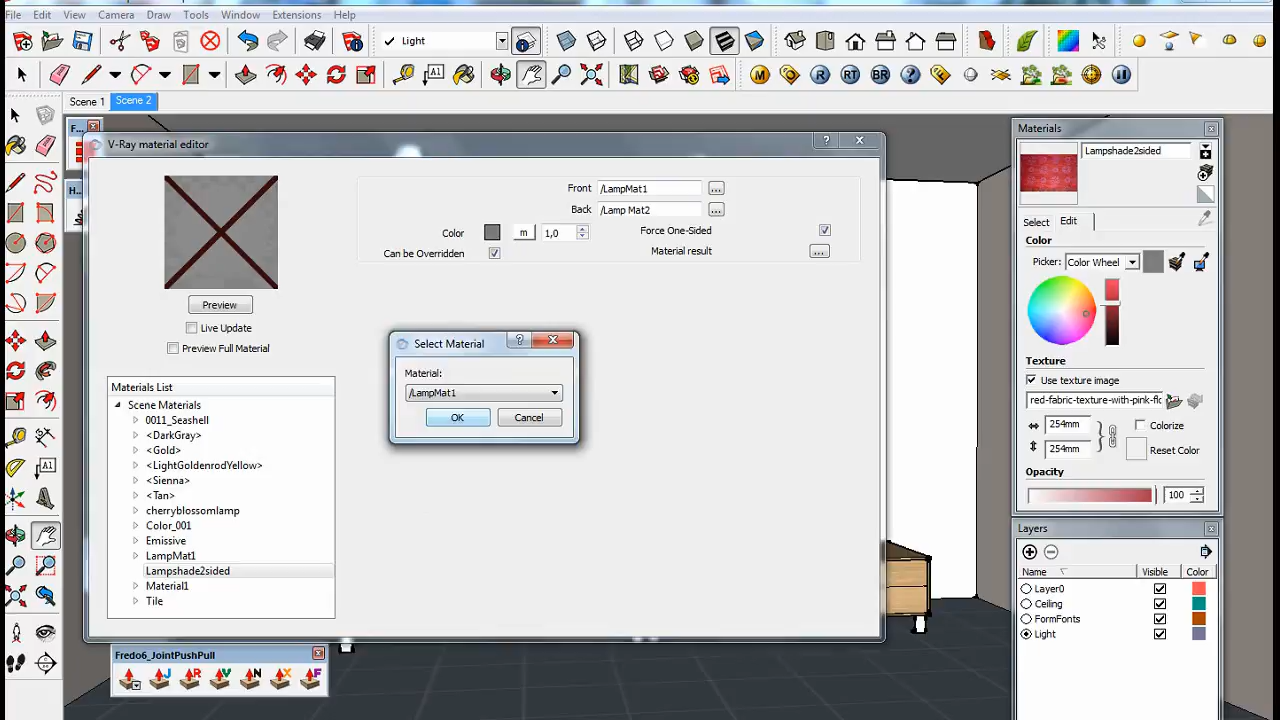 File Edit View Camera Draw Tools Window Extensions Help
Light
A1
M R RT BR ?
Scene 1 Scene 2
F...
H...
V-Ray material editor
Front /LampMat1 ...
Back /Lamp Mat2 ...
Color m 1,0 Force One-Sided
Can be Overridden Material result ...
Preview
Live Update
Preview Full Material
Materials List
Scene Materials
0011_Seashell
<DarkGray>
<Gold>
<LightGoldenrodYellow>
<Sienna>
<Tan>
cherryblossomlamp
Color_001
Emissive
LampMat1
Lampshade2sided
Material1
Tile
Select Material
Material:
/LampMat1
OK Cancel
A1
Fredo6_JointPushPull
J R V N X F
Materials
Lampshade2sided
Select Edit
Color
Picker: Color Wheel
Texture
Use texture image
red-fabric-texture-with-pink-flo
254mm Colorize
254mm Reset Color
Opacity
100
Layers
Name Visible Color
Layer0
Ceiling
FormFonts
Light